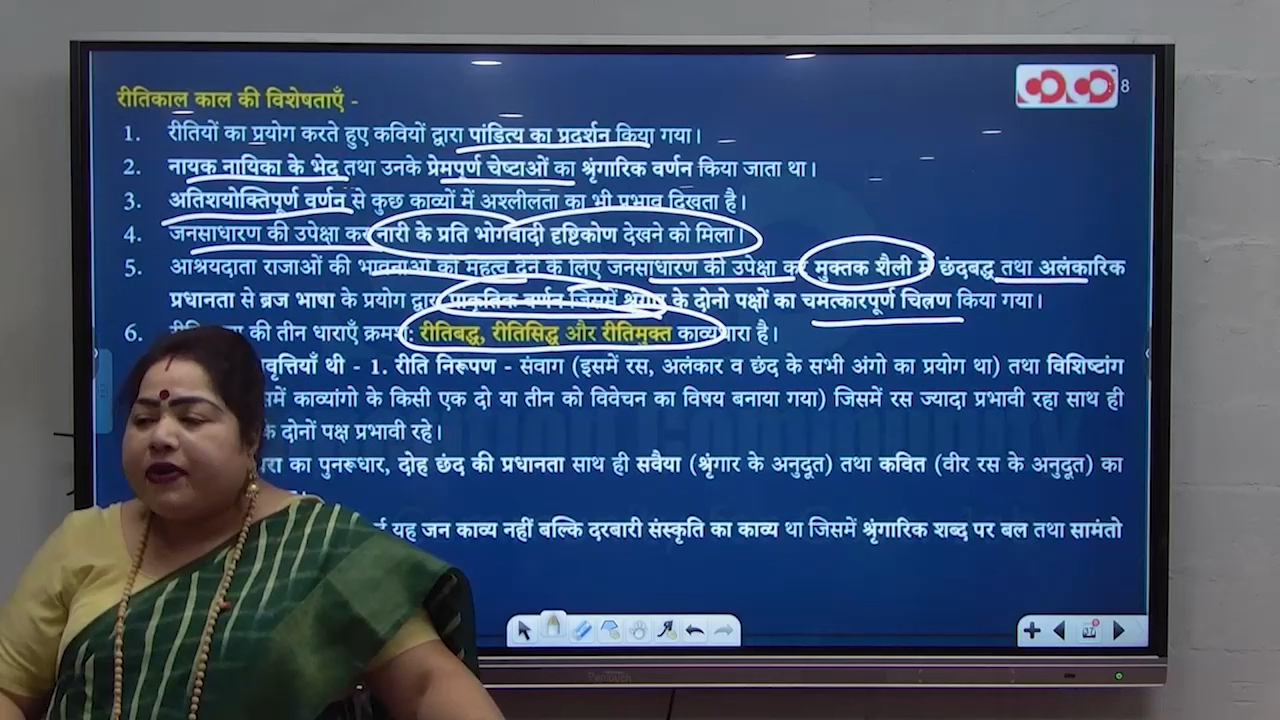 रीतिकाल काल की विशेषताएँ -
8
1. रीतियों का प्रयोग करते हुए कवियों द्वारा पांडित्य का प्रदर्शन किया गया।
2. नायक नायिका के भेद तथा उनके प्रेमपूर्ण चेष्टाओं का श्रृंगारिक वर्णन किया जाता था।
3. अतिशयोक्तिपूर्ण वर्णन से कुछ काव्यों में अश्लीलता का भी प्रभाव दिखता है।
4. जनसाधारण की उपेक्षा कर नारी के प्रति भोगवादी दृष्टिकोण देखने को मिला।
5. आश्रयदाता राजाओं की भावनाओं को महत्व देने के लिए जनसाधारण की उपेक्षा कर मुक्तक शैली में छंदबद्ध तथा अलंकारिक
प्रधानता से ब्रज भाषा के प्रयोग द्वारा प्राकृतिक वर्णन जिसमें श्रृंगार के दोनो पक्षों का चमत्कारपूर्ण चित्रण किया गया।
6. की तीन धाराएँ क्रमशः रीतिबद्ध, रीतिसिद्ध और रीतिमुक्त काव्यधारा है।
थी - 1. रीति निरूपण - संवाग (इसमें रस, अलंकार व छंद के सभी अंगो का प्रयोग था) तथा विशिष्टांग
काव्यांगो के किसी एक दो या तीन को विवेचन का विषय बनाया गया) जिसमें रस ज्यादा प्रभावी रहा साथ ही
के दोनों पक्ष प्रभावी रहे।
का पुनरूधार, दोह छंद की प्रधानता साथ ही सवैया (श्रृंगार के अनुदूत) तथा कवित (वीर रस के अनुदूत) का
यह जन काव्य नहीं बल्कि दरबारी संस्कृति का काव्य था जिसमें श्रृंगारिक शब्द पर बल तथा सामंतो